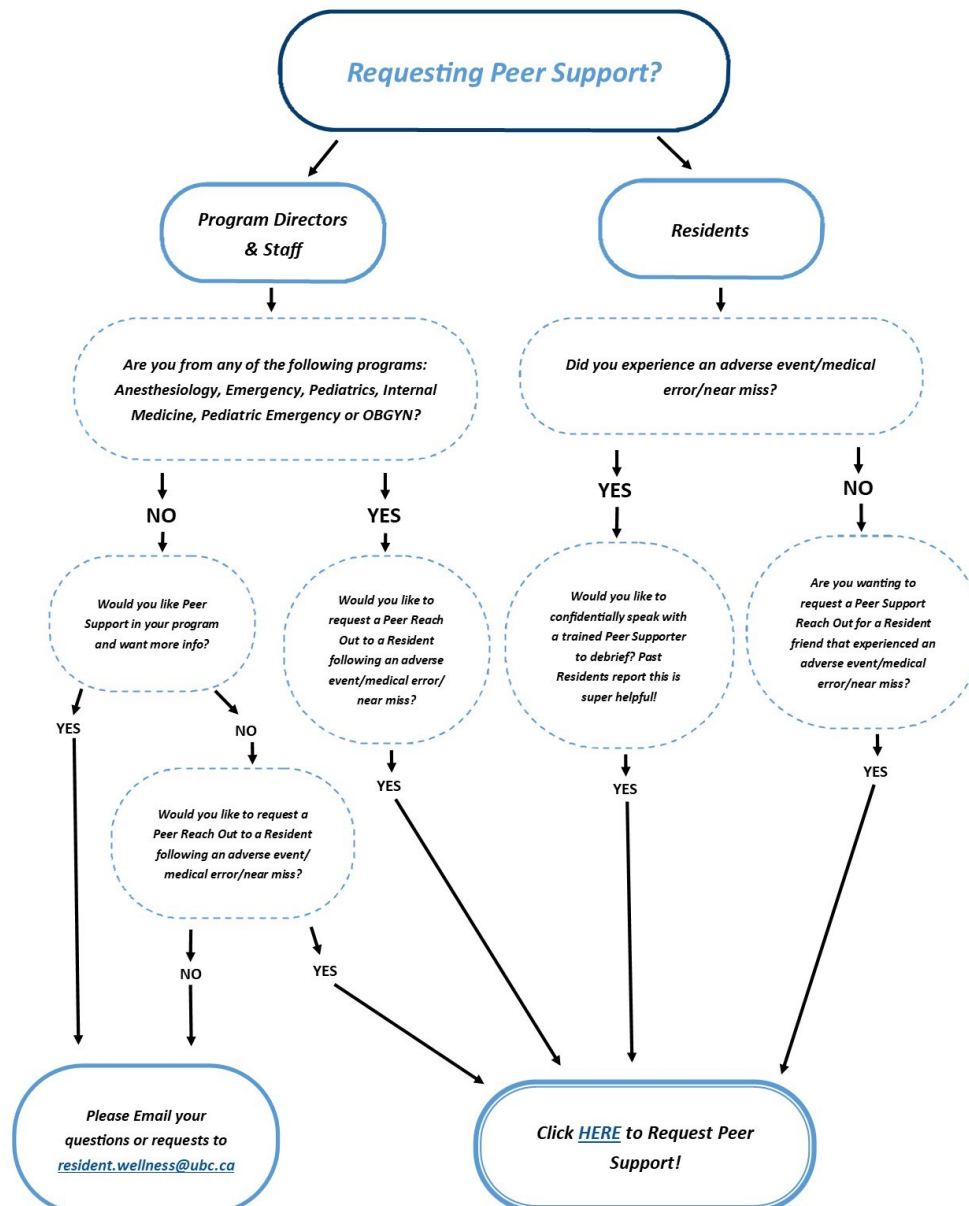 Requesting Peer Support?
Program Directors
& Staff
Residents
Are you from any of the following programs:
Anesthesiology, Emergency, Pediatrics, Internal
Medicine, Pediatric Emergency or OBGYN?
Did you experience an adverse event/medical
error/near miss?
NO
YES
YES
NO
Would you like Peer
Support in your program
and want more info?
Would you like to
request a Peer Reach
Out to a Resident
following an adverse
event/medical error/
near miss?
Would you like to
confidentially speak with
a trained Peer Supporter
to debrief? Past
Residents report this is
super helpful!
Are you wanting to
request a Peer Support
Reach Out for a Resident
friend that experienced an
adverse event/medical
error/near miss?
YES
NO
YES
YES
YES
Would you like to request a
Peer Reach Out to a Resident
following an adverse event/
medical error/near miss?
NO
YES
Please Email your
questions or requests to
resident.wellness@ubc.ca
Click HERE to Request Peer
Support!